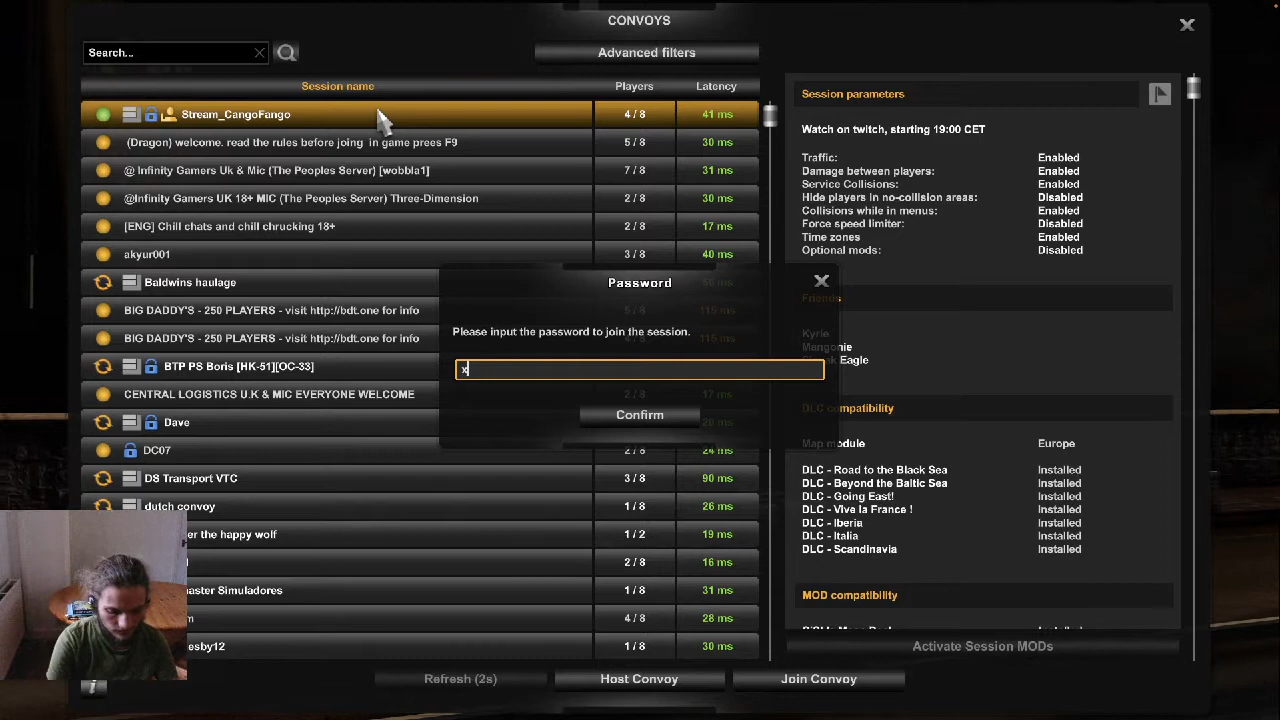 CONVOYS
Search...
Advanced filters
Session name Players Latency
Stream_CangoFango 4 / 8 41 ms
(Dragon) welcome. read the rules before joing in game prees F9 5 / 8 30 ms
@ Infinity Gamers Uk & Mic (The Peoples Server) [wobbla1] 7 / 8 31 ms
@Infinity Gamers UK 18+ MIC (The Peoples Server) Three-Dimension 2 / 8 30 ms
[ENG] Chill chats and chill chrucking 18+ 2 / 8 17 ms
akyur001 3 / 8 40 ms
Baldwins haulage
BIG DADDY'S - 250 PLAYERS - visit http://bdt.one for info
BIG DADDY'S - 250 PLAYERS - visit http://bdt.one for info 115 ms
BTP PS Boris [HK-51][OC-33]
CENTRAL LOGISTICS U.K & MIC EVERYONE WELCOME 2 / 8 17 ms
Dave
DC07 2 / 8 24 ms
DS Transport VTC 3 / 8 90 ms
dutch convoy 1 / 8 26 ms
er the happy wolf 1 / 2 19 ms
2 / 8 16 ms
aster Simuladores 1 / 8 31 ms
4 / 8 28 ms
esby12 1 / 8 30 ms
Refresh (2s)
Host Convoy
Join Convoy
Password
Please input the password to join the session.
x
Confirm
Session parameters
Watch on twitch, starting 19:00 CET
Traffic: Enabled
Damage between players: Enabled
Service Collisions: Enabled
Hide players in no-collision areas: Disabled
Collisions while in menus: Enabled
Force speed limiter: Disabled
Time zones Enabled
Optional mods: Disabled
Friends
Kyrie
Mengonie
Eagle
DLC compatibility
Map module Europe
DLC - Road to the Black Sea Installed
DLC - Beyond the Baltic Sea Installed
DLC - Going East! Installed
DLC - Vive la France ! Installed
DLC - Iberia Installed
DLC - Italia Installed
DLC - Scandinavia Installed
MOD compatibility
Activate Session MODs